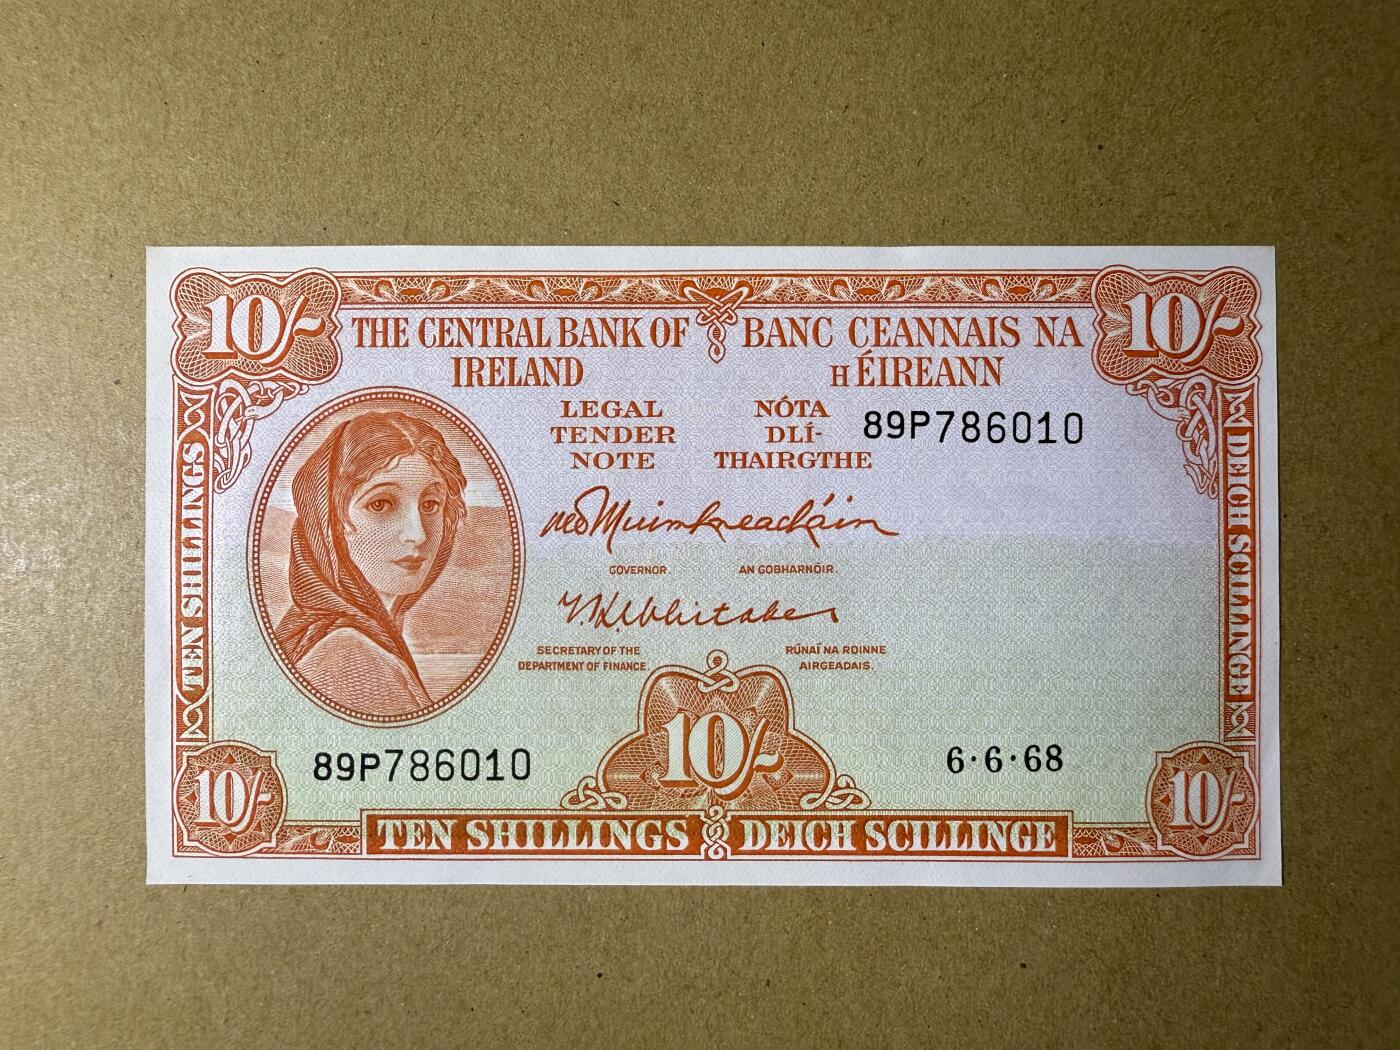 10/-
10/-
THE CENTRAL BANK OF
IRELAND
BANC CEANNAIS NA
H ÉIREANN
LEGAL
TENDER
NOTE
NÓTA
DLÍ-
THAIRGTHE
89P786010
TEN SHILLINGS
DEICH SCILLINGE
GOVERNOR.
AN GOBHARNÓIR.
T.K. Whitaker
SECRETARY OF THE
DEPARTMENT OF FINANCE.
RÚNAÍ NA ROINNE
AIRGEADAIS.
89P786010
10/-
6·6·68
10/-
10/-
TEN SHILLINGS
DEICH SCILLINGE